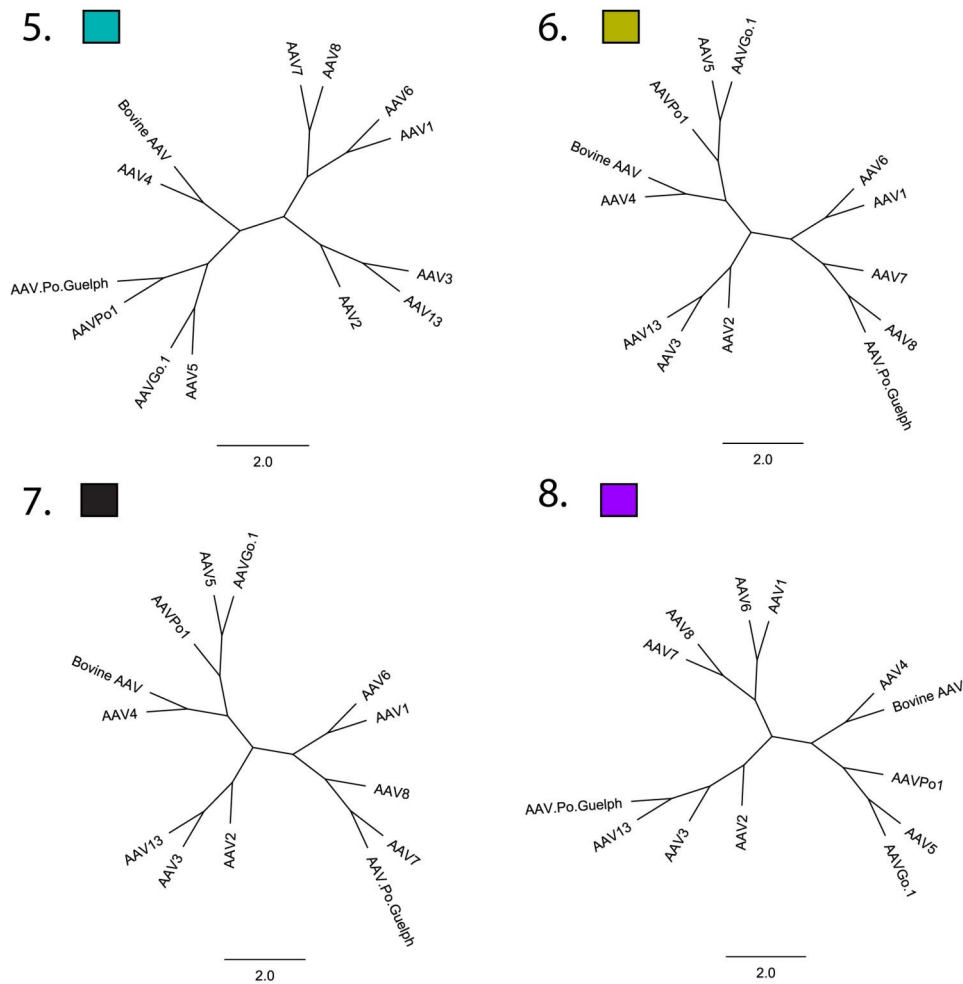 5.
AAV7
AAV8
AAV6
AAV1
Bovine AAV
AAV4
AAV.Po.Guelph
AAVPo1
AAVGo.1
AAV5
AAV2
AAV13
AAV3
2.0
6.
AAV5
AAVGo.1
AAVPo1
Bovine AAV
AAV4
AAV6
AAV1
AAV7
AAV8
AAV.Po.Guelph
AAV2
AAV3
AAV13
2.0
7.
AAV5
AAVGo.1
AAVPo1
Bovine AAV
AAV4
AAV6
AAV1
AAV8
AAV7
AAV.Po.Guelph
AAV2
AAV3
AAV13
2.0
8.
AAV6
AAV1
AAV8
AAV7
AAV4
Bovine AAV
AAVPo1
AAV5
AAVGo.1
AAV2
AAV3
AAV13
AAV.Po.Guelph
2.0